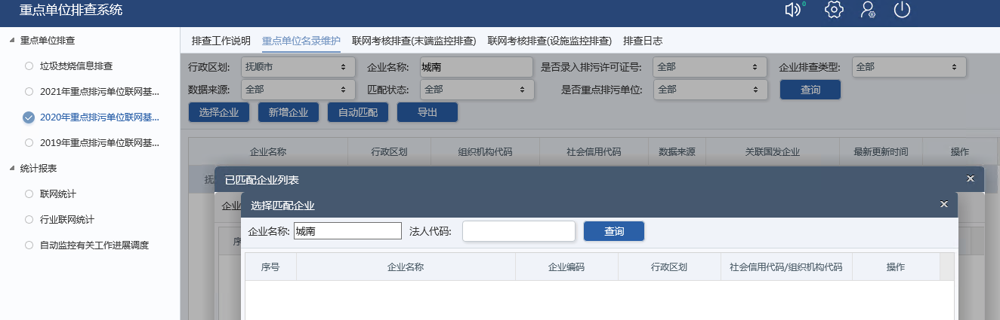 重点单位排查系统
0
重点单位排查
垃圾焚烧信息排查
2021年重点排污单位联网基...
2020年重点排污单位联网基...
2019年重点排污单位联网基...
统计报表
联网统计
行业联网统计
自动监控有关工作进展调度
排查工作说明 重点单位名录维护 联网考核排查(末端监控排查) 联网考核排查(设施监控排查) 排查日志
行政区划: 抚顺市 企业名称: 城南 是否录入排污许可证号: 全部 企业排查类型: 全部
数据来源: 全部 匹配状态: 全部 是否重点排污单位: 全部 查询
选择企业 新增企业 自动匹配 导出
企业名称 行政区划 组织机构代码 社会信用代码 数据来源 关联国发企业 最新更新时间 操作
抚
已匹配企业列表
企业
序
选择匹配企业
企业名称: 城南 法人代码: 查询
序号 企业名称 企业编码 行政区划 社会信用代码/组织机构代码 操作